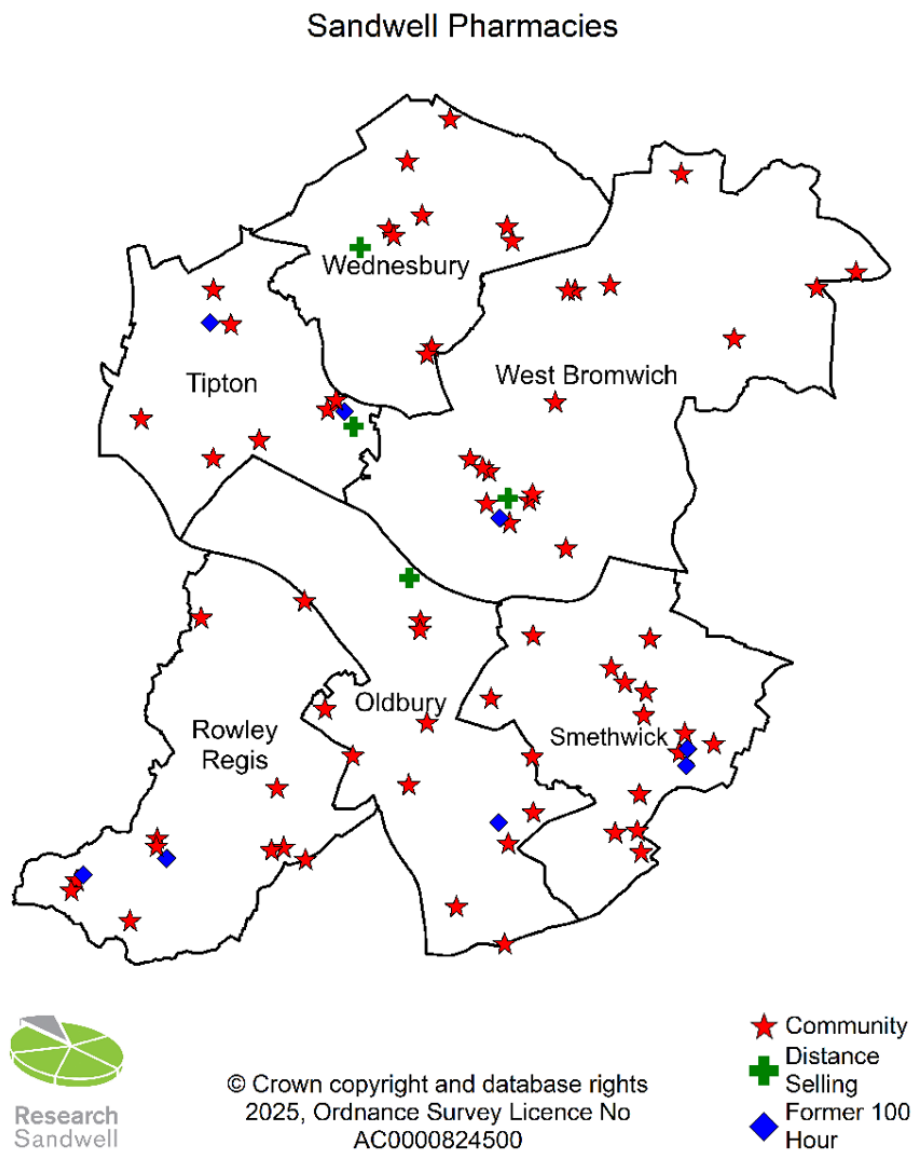 Sandwell Pharmacies
Wednesbury
Tipton
West Bromwich
Oldbury
Rowley
Regis
Smethwick
Research
Sandwell
© Crown copyright and database rights
2025, Ordnance Survey Licence No
AC0000824500
Community
Distance
Selling
Former 100
Hour